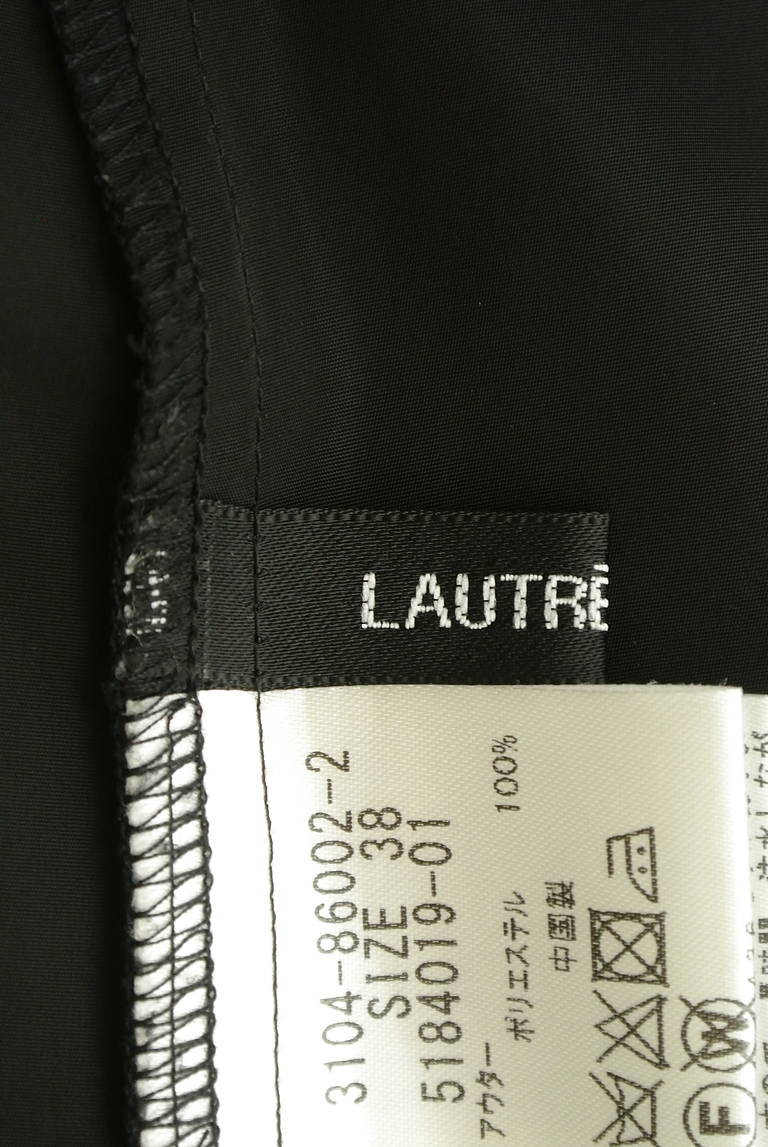 LAUTRÉ
3104-86002-2
SIZE 38
5184019-01
アウター
ポリエステル 100%
中国製
W
F